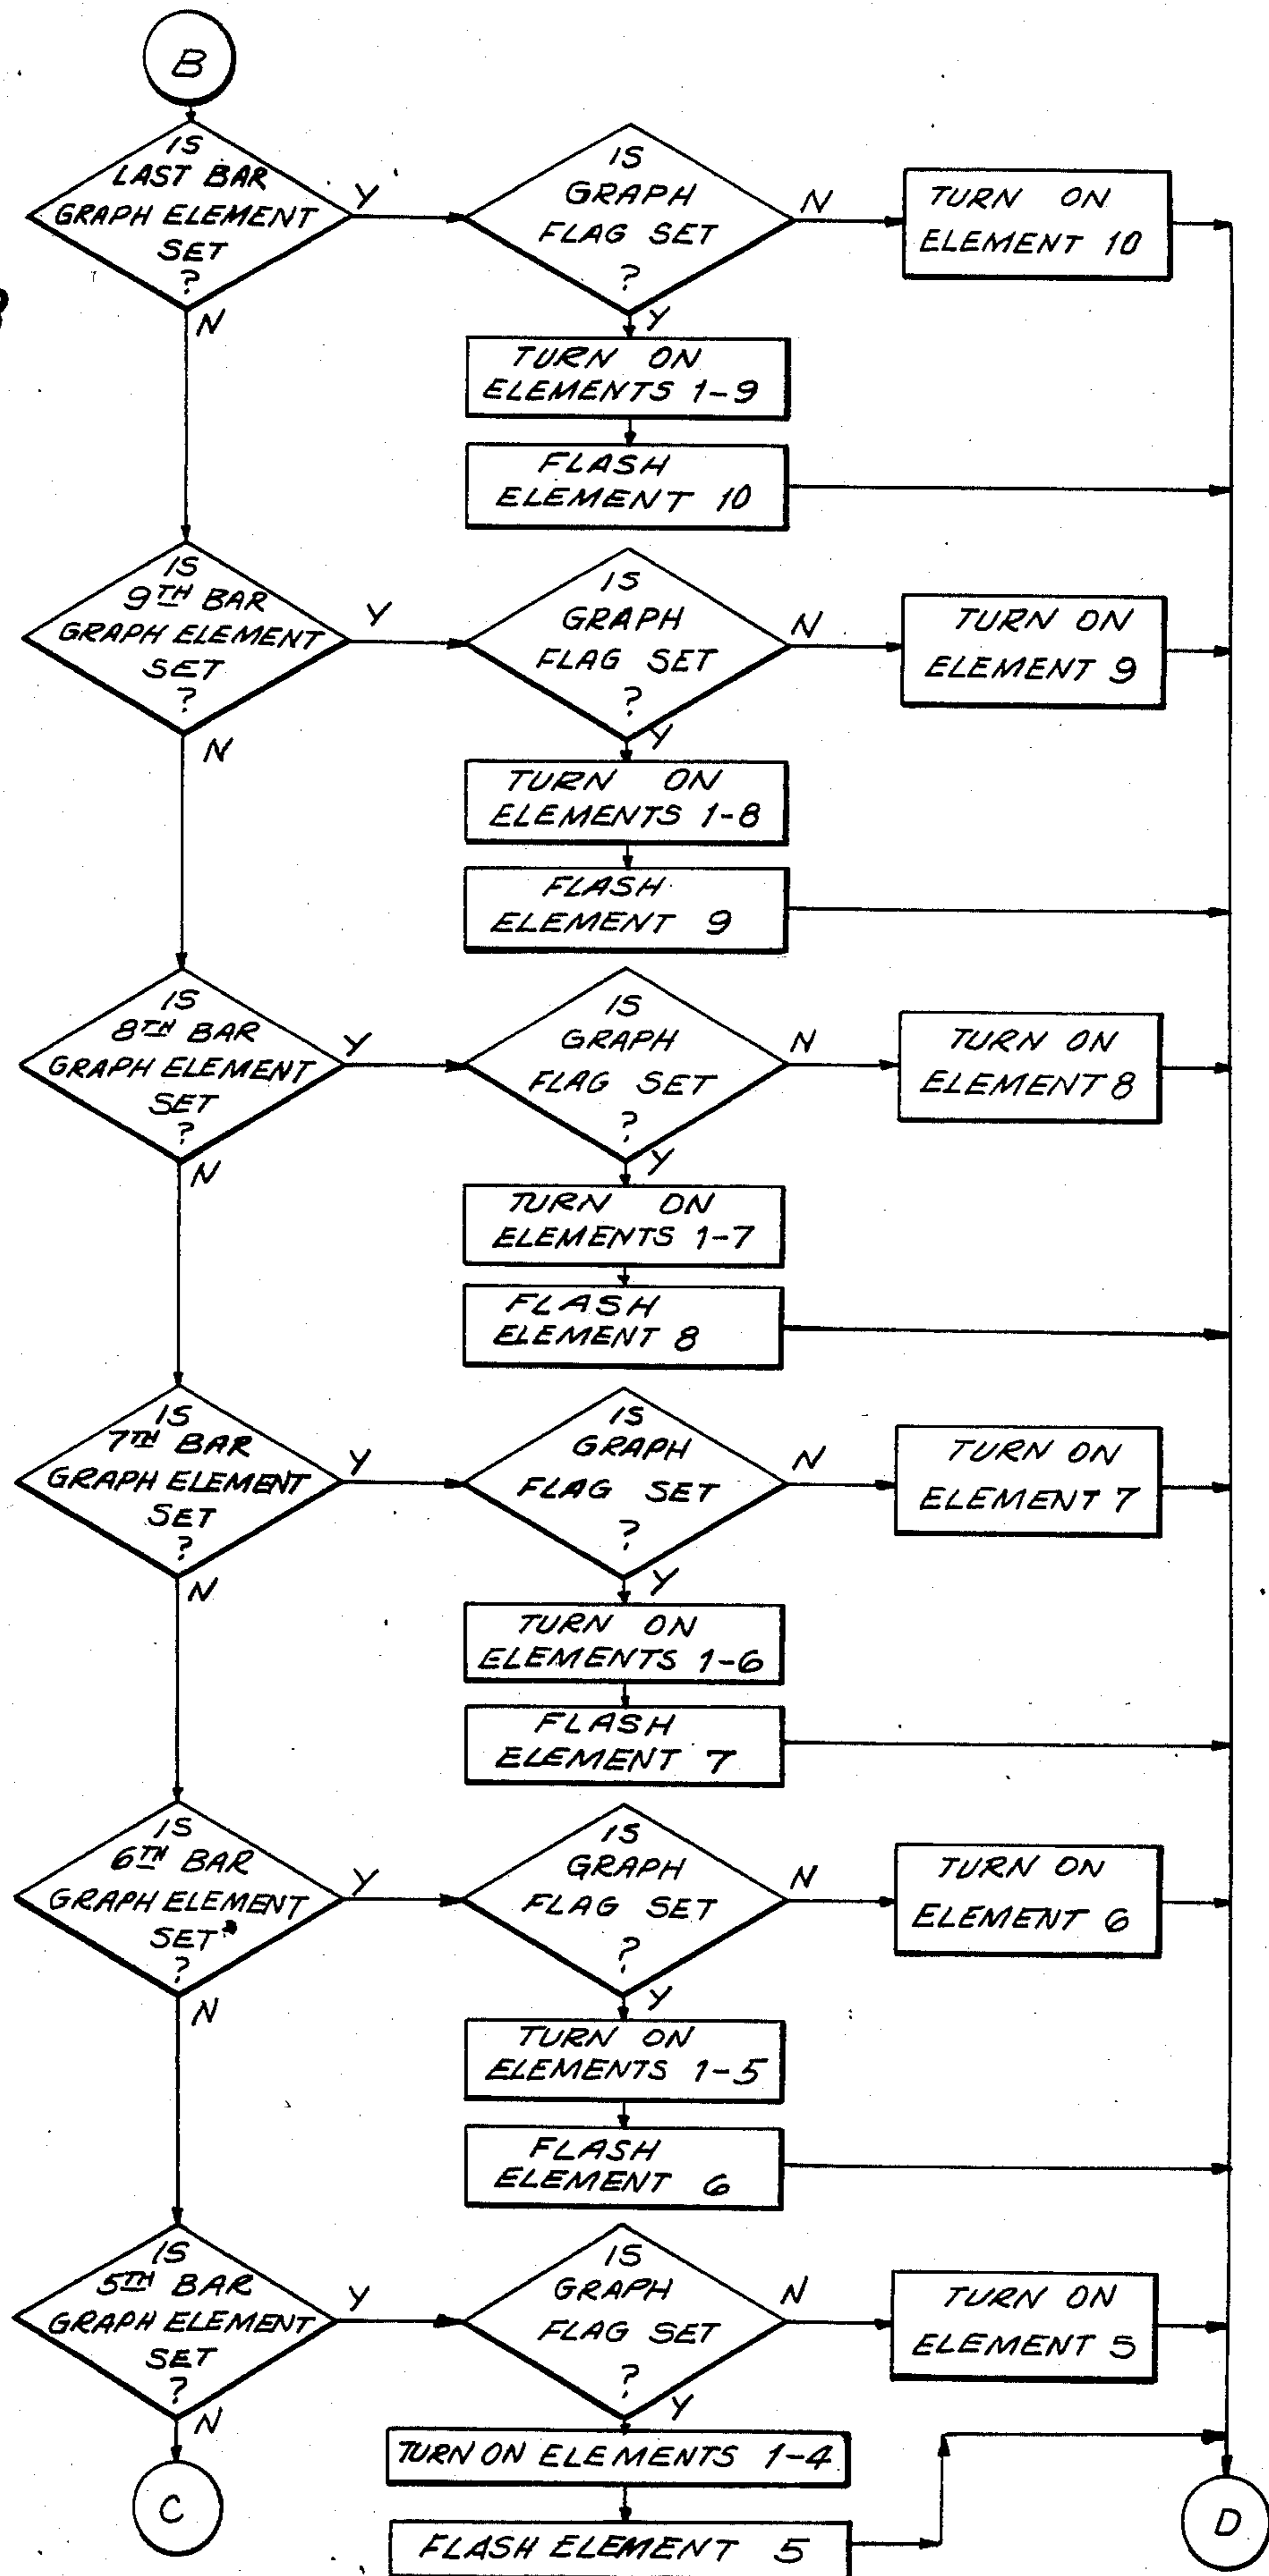 B
IS
LAST BAR
GRAPH ELEMENT
SET
?
Y
N
IS
GRAPH
FLAG SET
?
N
Y
TURN ON
ELEMENT 10
TURN ON
ELEMENTS 1-9
FLASH
ELEMENT 10
IS
9TH BAR
GRAPH ELEMENT
SET
?
Y
N
IS
GRAPH
FLAG SET
?
N
Y
TURN ON
ELEMENT 9
TURN ON
ELEMENTS 1-8
FLASH
ELEMENT 9
IS
8TH BAR
GRAPH ELEMENT
SET
?
Y
N
IS
GRAPH
FLAG SET
?
N
Y
TURN ON
ELEMENT 8
TURN ON
ELEMENTS 1-7
FLASH
ELEMENT 8
IS
7TH BAR
GRAPH ELEMENT
SET
?
Y
N
IS
GRAPH
FLAG SET
?
N
Y
TURN ON
ELEMENT 7
TURN ON
ELEMENTS 1-6
FLASH
ELEMENT 7
IS
6TH BAR
GRAPH ELEMENT
SET
?
Y
N
IS
GRAPH
FLAG SET
?
N
Y
TURN ON
ELEMENT 6
TURN ON
ELEMENTS 1-5
FLASH
ELEMENT 6
IS
5TH BAR
GRAPH ELEMENT
SET
?
Y
N
IS
GRAPH
FLAG SET
?
N
Y
TURN ON
ELEMENT 5
TURN ON ELEMENTS 1-4
FLASH ELEMENT 5
C
D